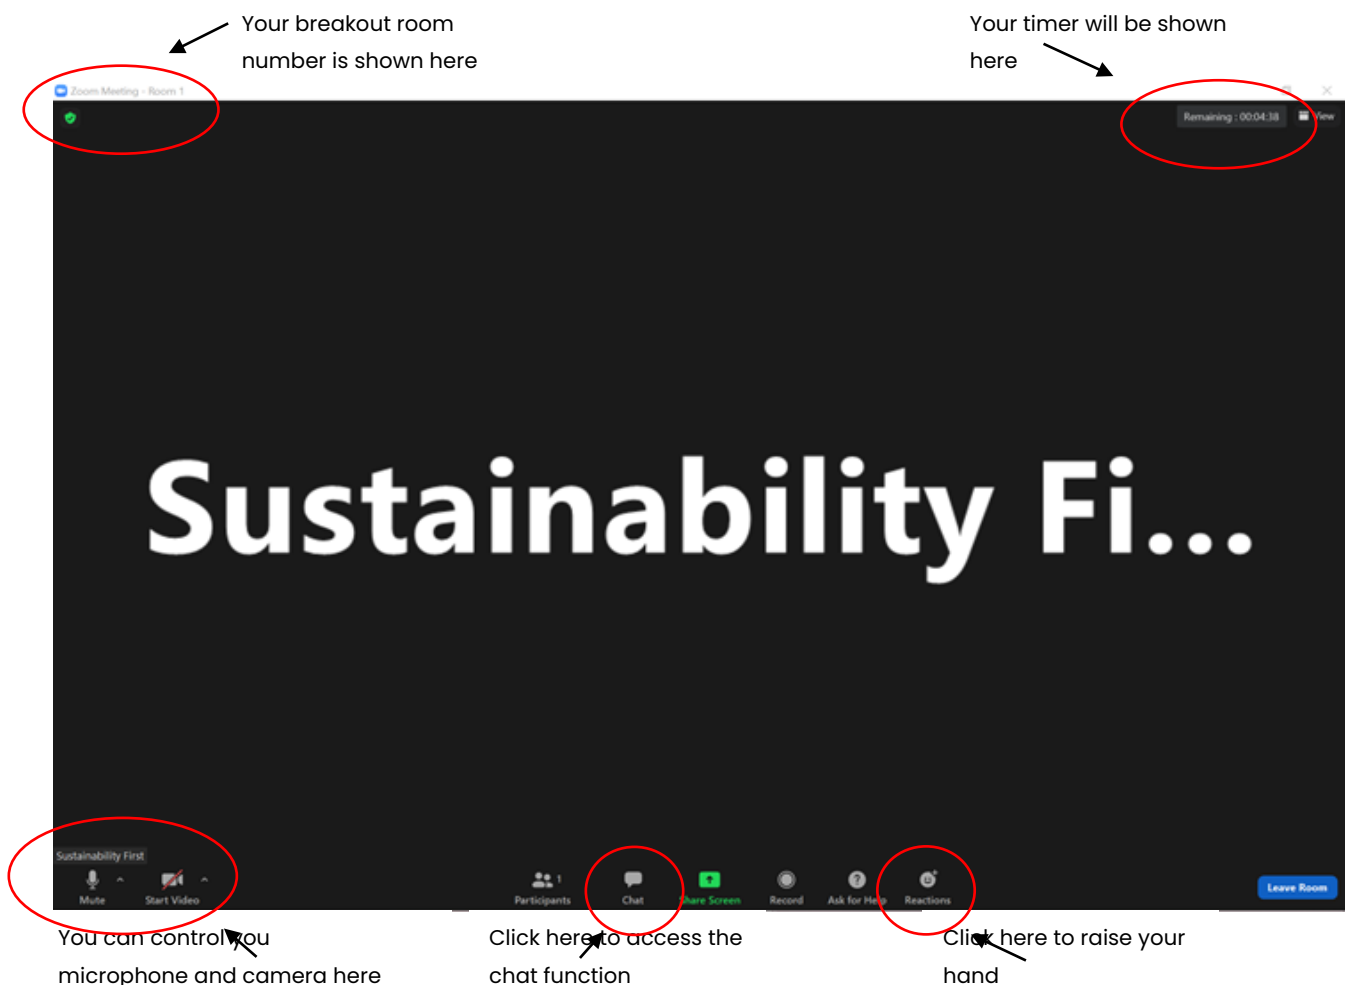 Your breakout room
number is shown here
Your timer will be shown
here
Zoom Meeting - Room 1
Remaining : 00:04:38
View
Sustainability Fi...
Sustainability First
Mute
Start Video
Participants
1
Chat
Share Screen
Record
Ask for Help
Reactions
Leave Room
You can control you
microphone and camera here
Click here to access the
chat function
Click here to raise your
hand